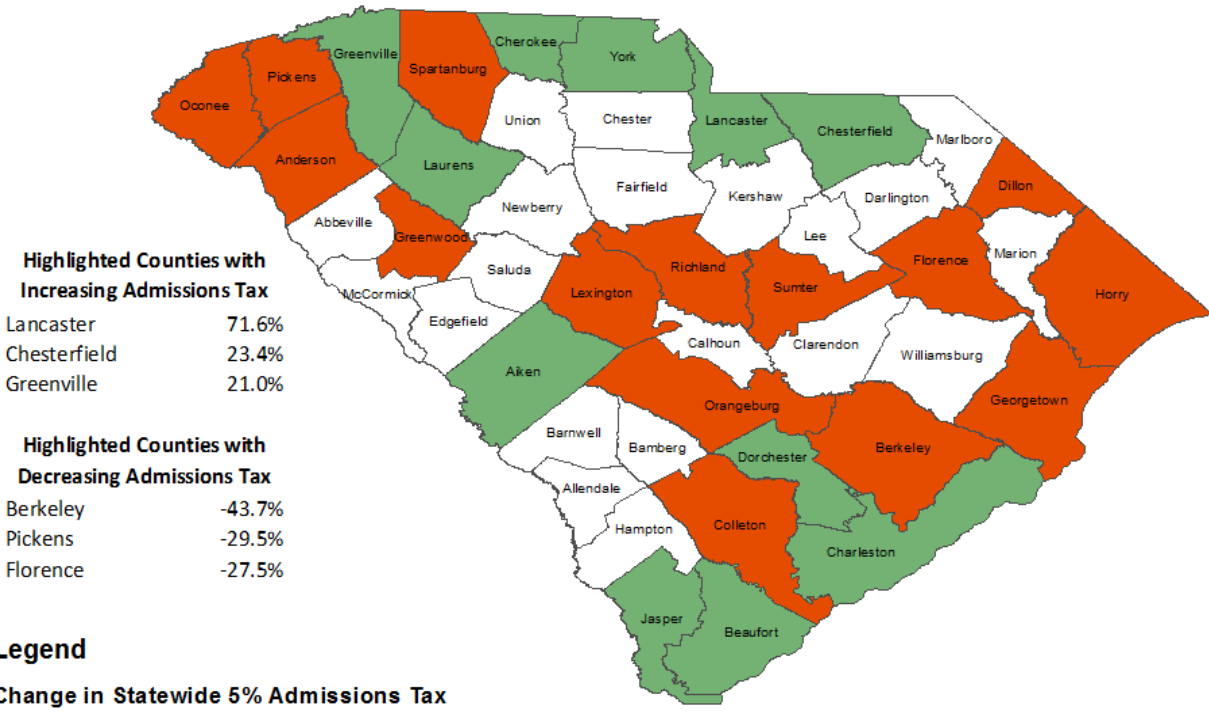 Cherokee
York
Greenville
Spartanburg
Pickens
Oconee
Union
Chester
Lancaster
Chesterfield
Marlboro
Anderson
Laurens
Fairfield
Kershaw
Darlington
Dillon
Newberry
Abbeville
Greenwood
Lee
Marion
Florence
Saluda
Richland
Sumter
Lexington
Horry
McCormick
Edgefield
Calhoun
Clarendon
Williamsburg
Aiken
Orangeburg
Georgetown
Barnwell
Bamberg
Dorchester
Berkeley
Allendale
Hampton
Colleton
Charleston
Jasper
Beaufort
Highlighted Counties with
Increasing Admissions Tax
Lancaster 71.6%
Chesterfield 23.4%
Greenville 21.0%
Highlighted Counties with
Decreasing Admissions Tax
Berkeley -43.7%
Pickens -29.5%
Florence -27.5%
Legend
Change in Statewide 5% Admissions Tax